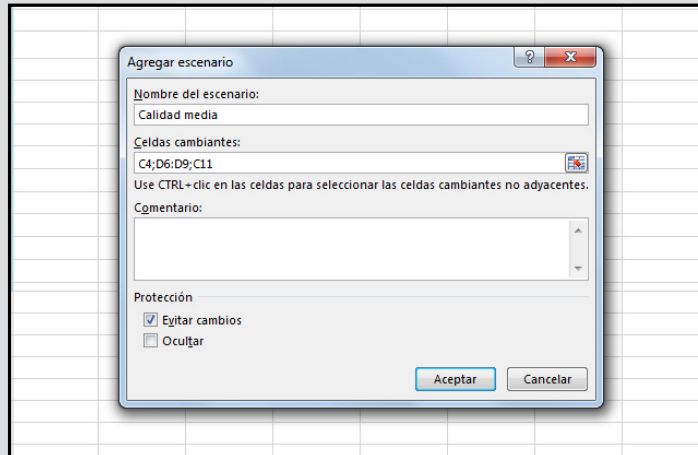 Agregar escenario
Nombre del escenario:
Calidad media
Celdas cambiantes:
C4;D6:D9;C11
Use CTRL+clic en las celdas para seleccionar las celdas cambiantes no adyacentes.
Comentario:
Protección
Evitar cambios
Ocultar
Aceptar Cancelar